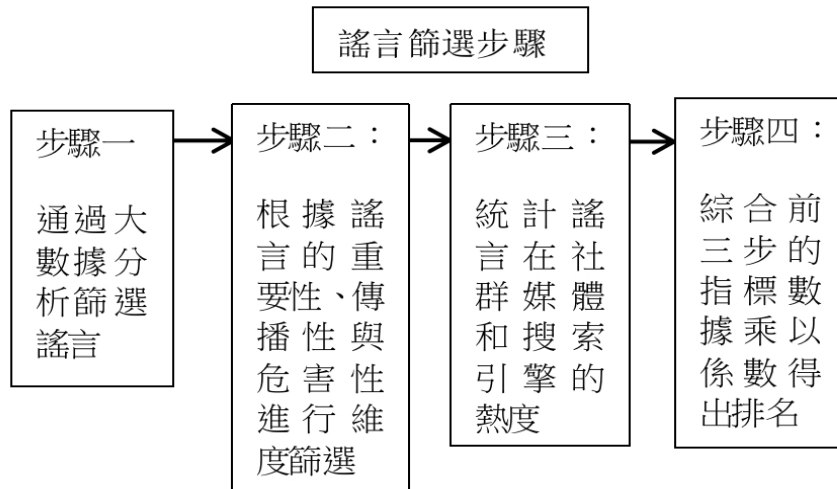 謠言篩選步驟
步驟一
通過大
數據分
析篩選
謠言
步驟二：
根據謠
言的重
要性、傳
播性與
危害性
進行維
度篩選
步驟三：
統計謠
言在社
群媒體
和搜索
引擎的
熱度
步驟四：
綜合前
三步的
指標數
據乘以
係數得
出排名